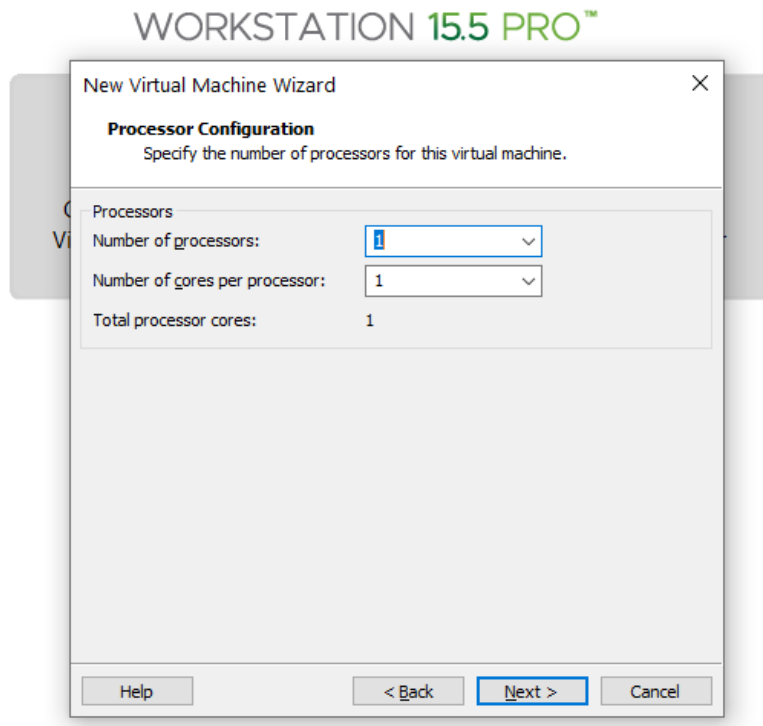 WORKSTATION 15.5 PRO™
New Virtual Machine Wizard
Processor Configuration
Specify the number of processors for this virtual machine.
Processors
Number of processors: 1
Number of cores per processor: 1
Total processor cores: 1
Vi
Help < Back Next > Cancel